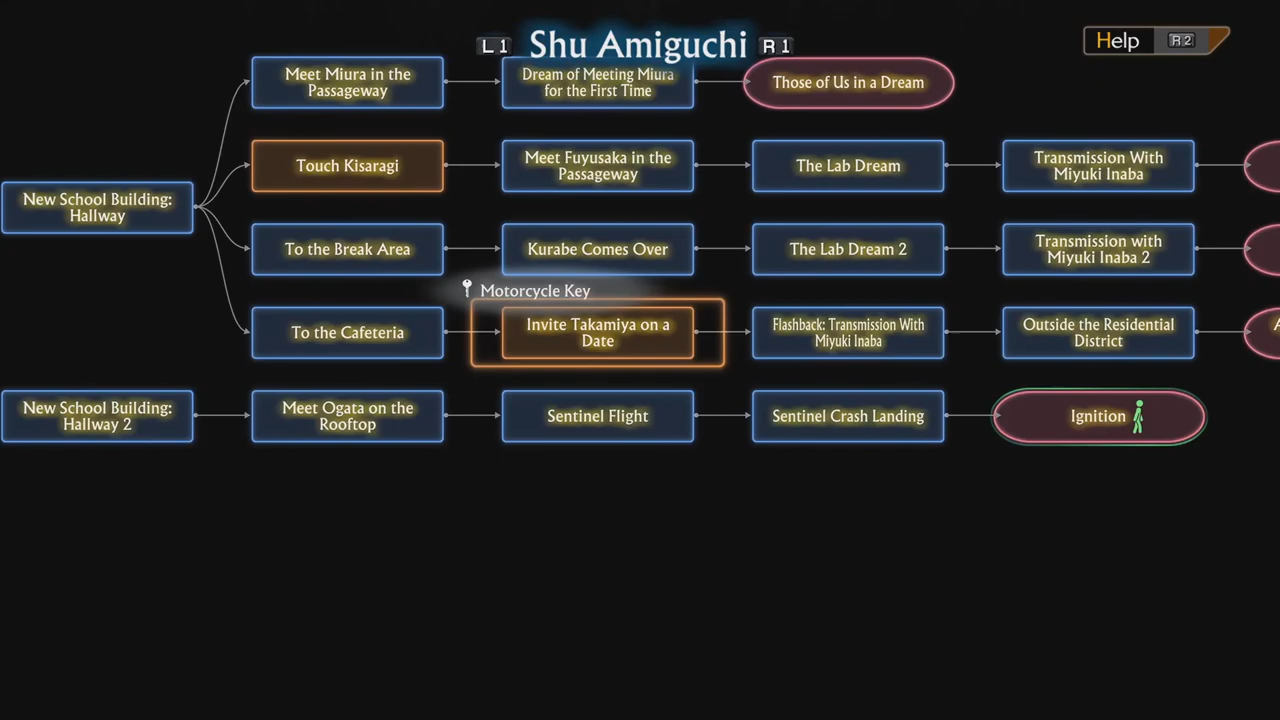 L 1 Shu Amiguchi R 1
Help R 2
Meet Miura in the
Passageway
Dream of Meeting Miura
for the First Time
Those of Us in a Dream
Touch Kisaragi
Meet Fuyusaka in the
Passageway
The Lab Dream
Transmission With
Miyuki Inaba
New School Building:
Hallway
To the Break Area
Kurabe Comes Over
The Lab Dream 2
Transmission with
Miyuki Inaba 2
Motorcycle Key
To the Cafeteria
Invite Takamiya on a
Date
Flashback: Transmission With
Miyuki Inaba
Outside the Residential
District
New School Building:
Hallway 2
Meet Ogata on the
Rooftop
Sentinel Flight
Sentinel Crash Landing
Ignition